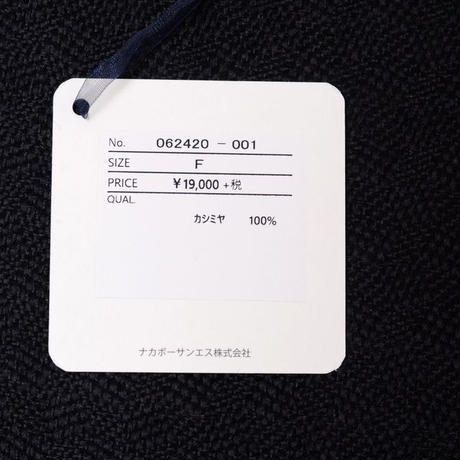 No. 062420 - 001
SIZE F
PRICE ¥19,000 +税
QUAL.
カシミヤ 100%
ナカボーサンエス株式会社